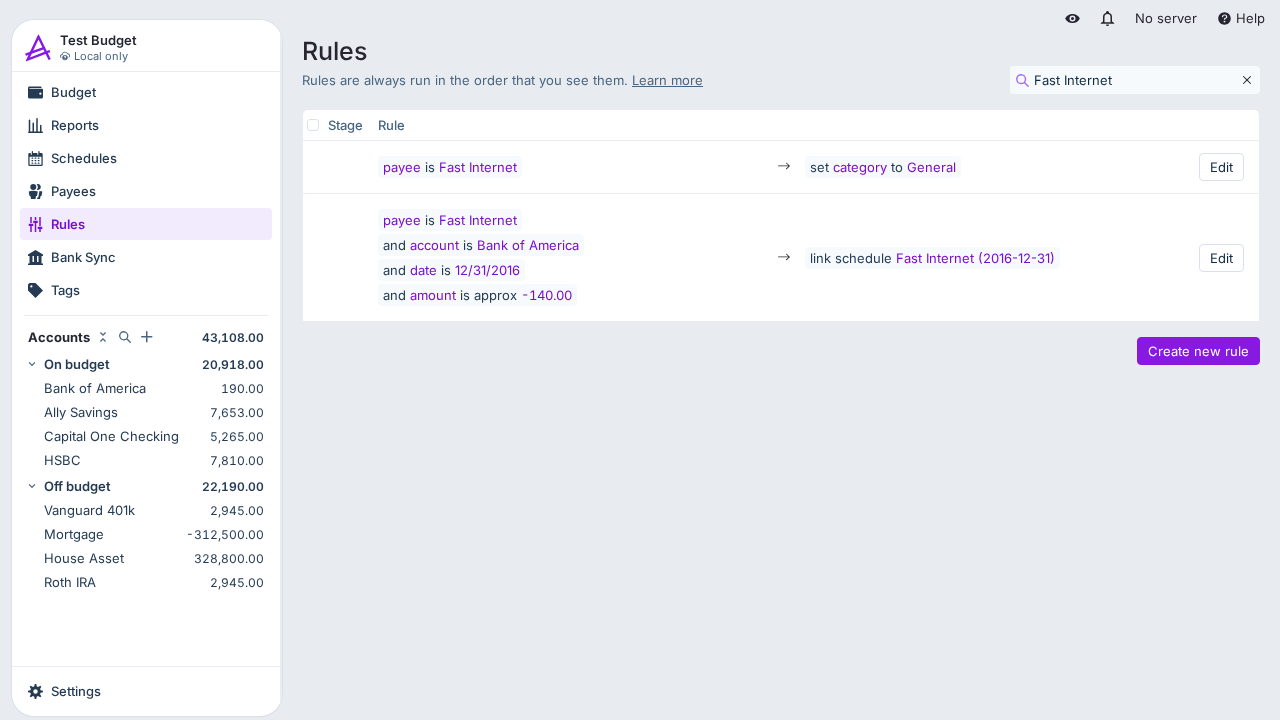 No server
Help
Test Budget
Local only
Budget
Reports
Schedules
Payees
Rules
Bank Sync
Tags
Accounts 43,108.00
On budget 20,918.00
Bank of America 190.00
Ally Savings 7,653.00
Capital One Checking 5,265.00
HSBC 7,810.00
Off budget 22,190.00
Vanguard 401k 2,945.00
Mortgage -312,500.00
House Asset 328,800.00
Roth IRA 2,945.00
Settings
Rules
Rules are always run in the order that you see them. Learn more
Fast Internet
Stage Rule
payee is Fast Internet → set category to General Edit
payee is Fast Internet
and account is Bank of America
and date is 12/31/2016
and amount is approx -140.00
→ link schedule Fast Internet (2016-12-31) Edit
Create new rule